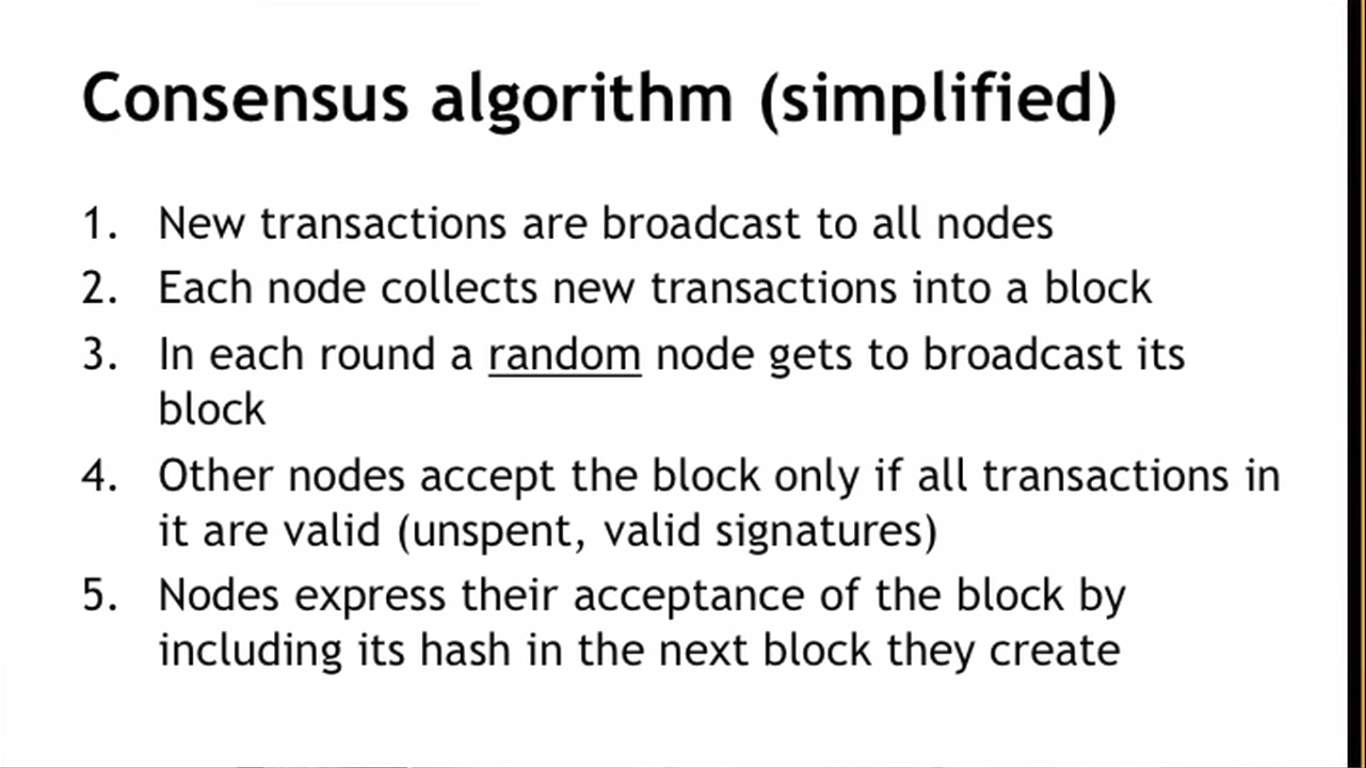 Consensus algorithm (simplified)
1. New transactions are broadcast to all nodes
2. Each node collects new transactions into a block
3. In each round a random node gets to broadcast its
block
4. Other nodes accept the block only if all transactions in
it are valid (unspent, valid signatures)
5. Nodes express their acceptance of the block by
including its hash in the next block they create